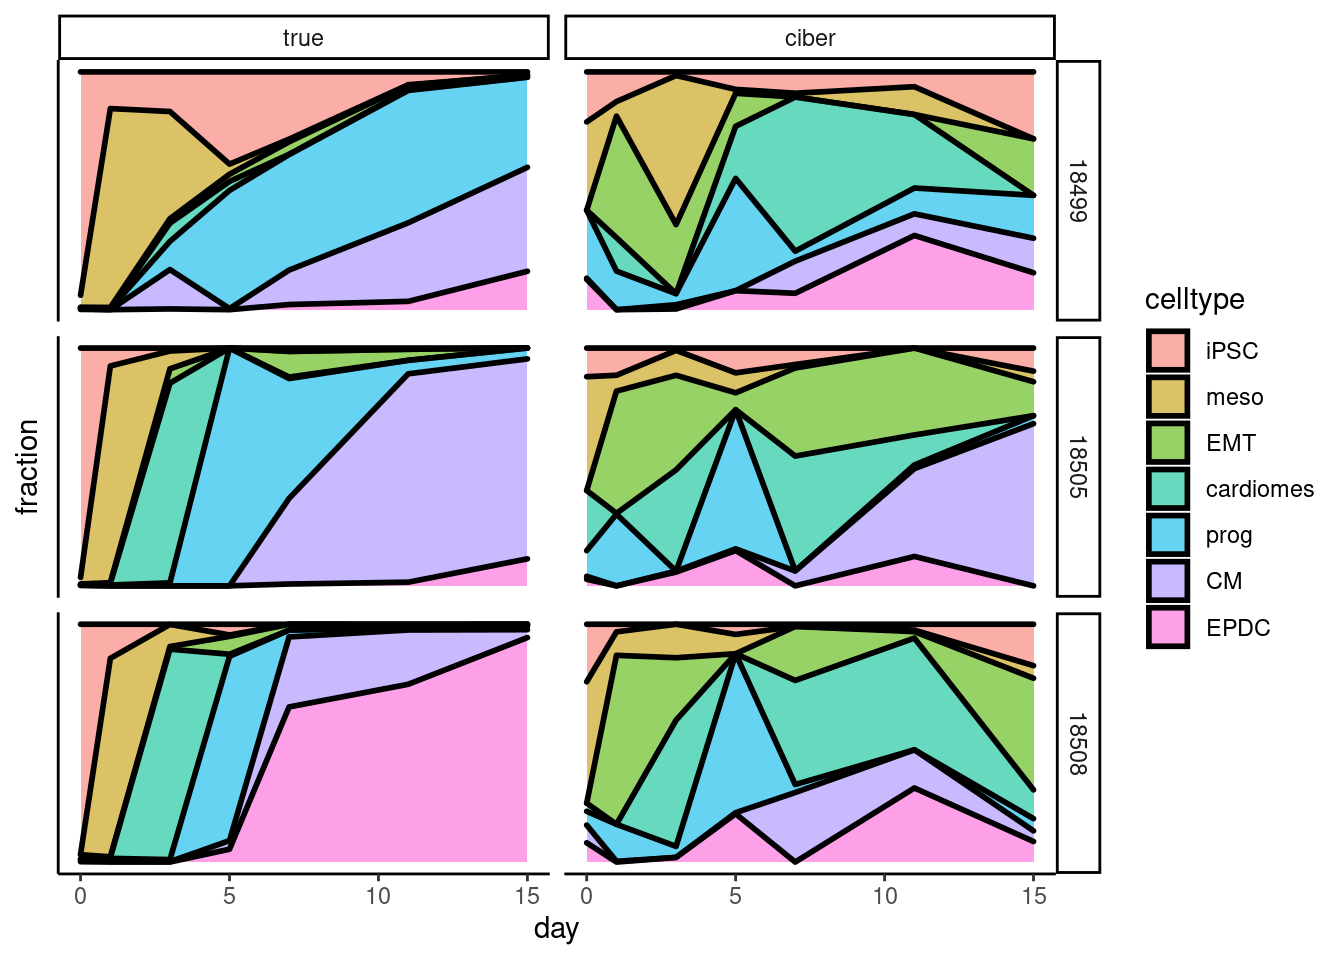 true
ciber
18499
18505
18508
fraction
0
5
10
15
0
5
10
15
day
celltype
iPSC
meso
EMT
cardiomes
prog
CM
EPDC